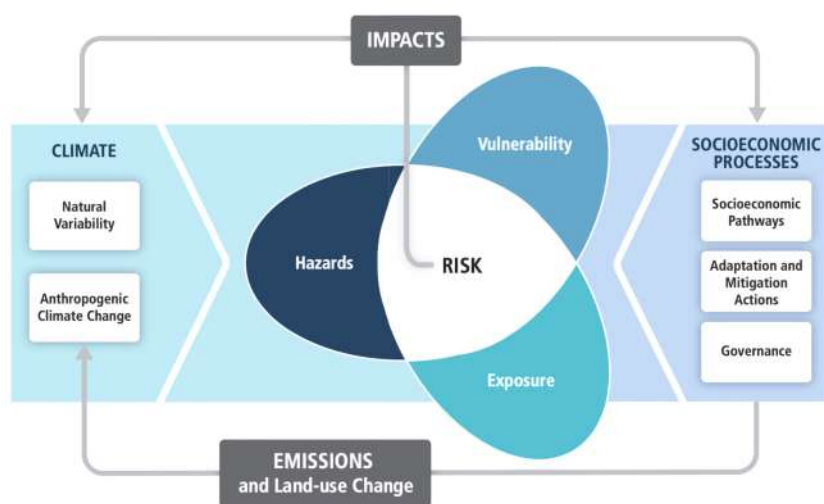 IMPACTS
CLIMATE
Natural
Variability
Anthropogenic
Climate Change
Vulnerability
Hazards
RISK
Exposure
SOCIOECONOMIC
PROCESSES
Socioeconomic
Pathways
Adaptation and
Mitigation
Actions
Governance
EMISSIONS
and Land-use Change